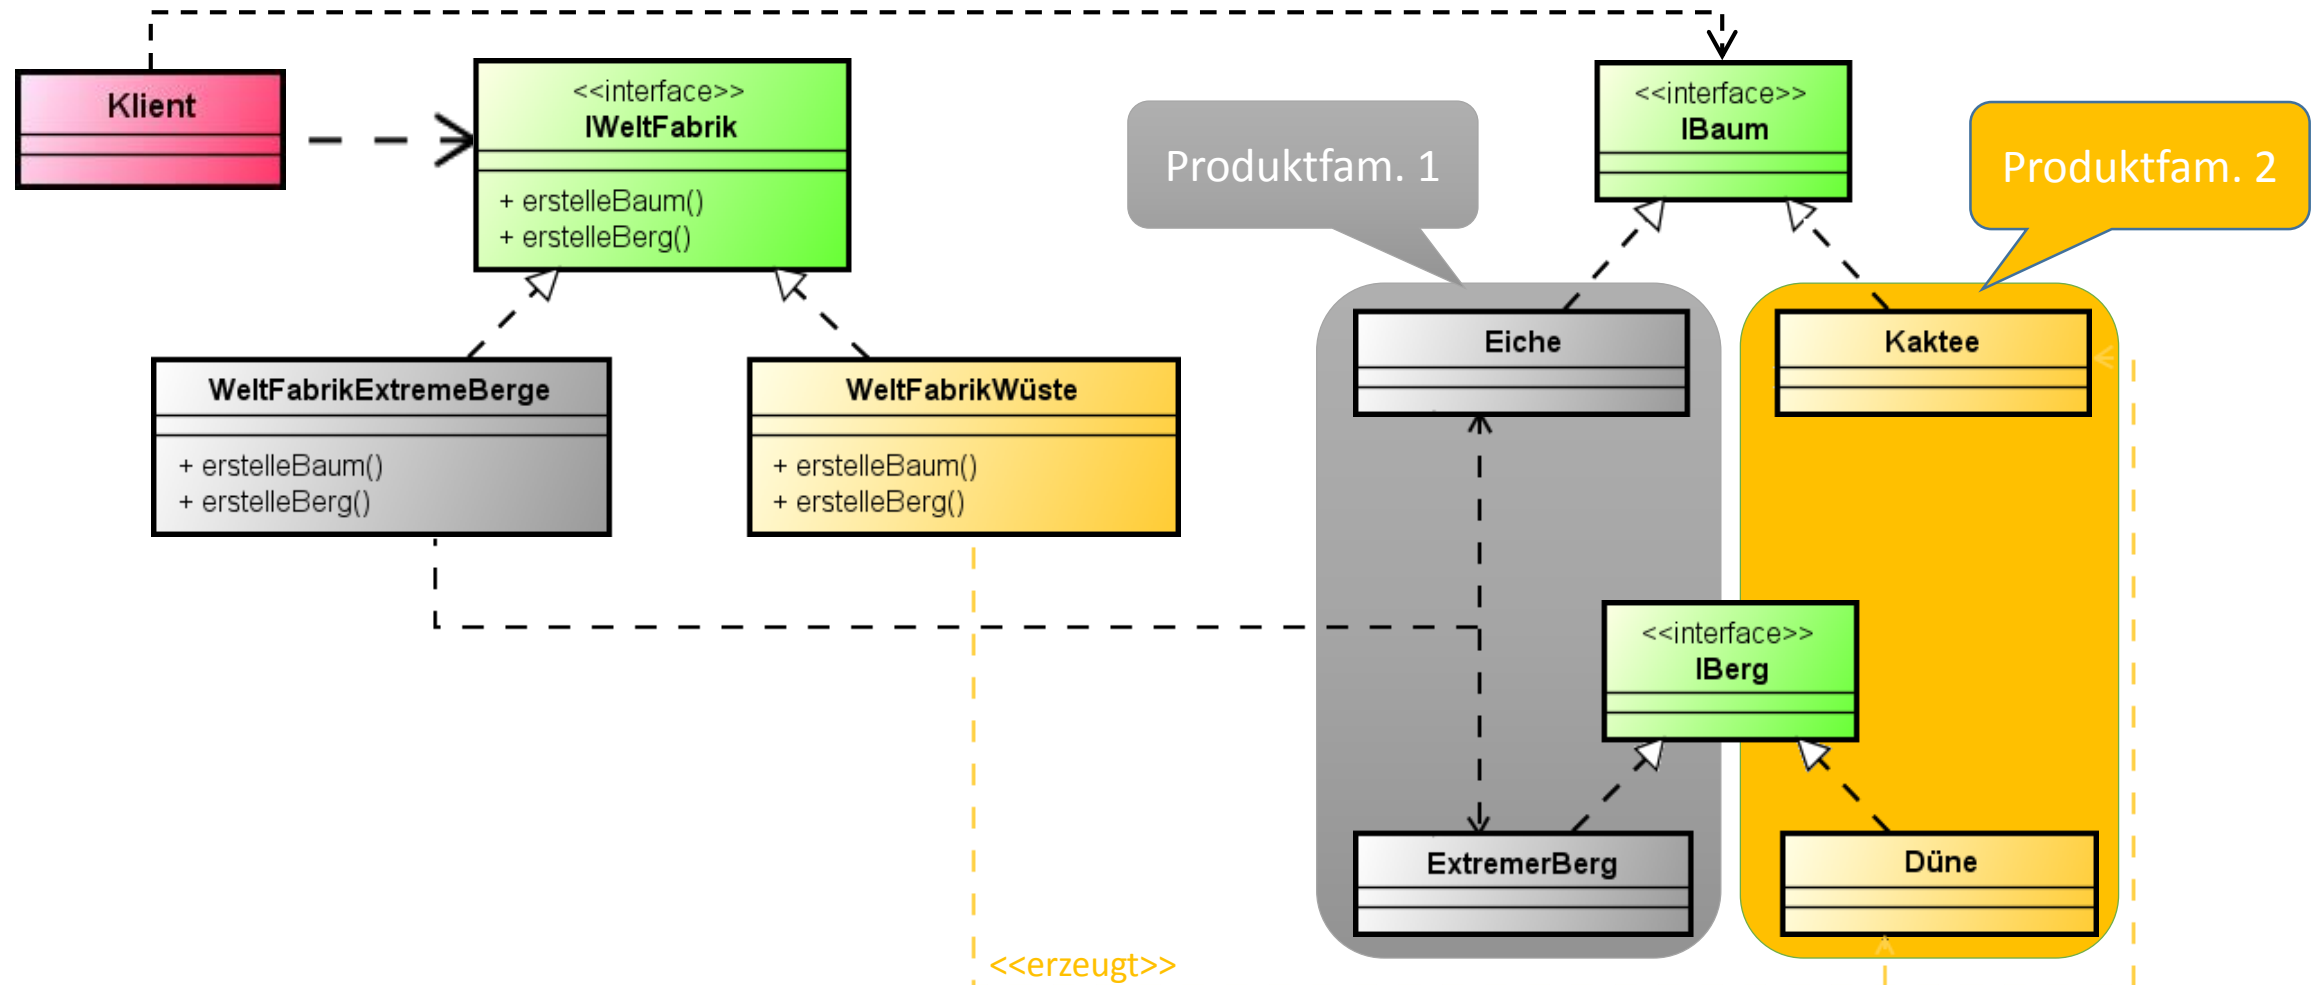 Klient
<<interface>>
IWeltFabrik
+ erstelleBaum()
+ erstelleBerg()
<<interface>>
IBaum
Produktfam. 1
Produktfam. 2
WeltFabrikExtremeBerge
+ erstelleBaum()
+ erstelleBerg()
WeltFabrikWüste
+ erstelleBaum()
+ erstelleBerg()
Eiche
Kaktee
<<interface>>
IBerg
ExtremerBerg
Düne
<<erzeugt>>